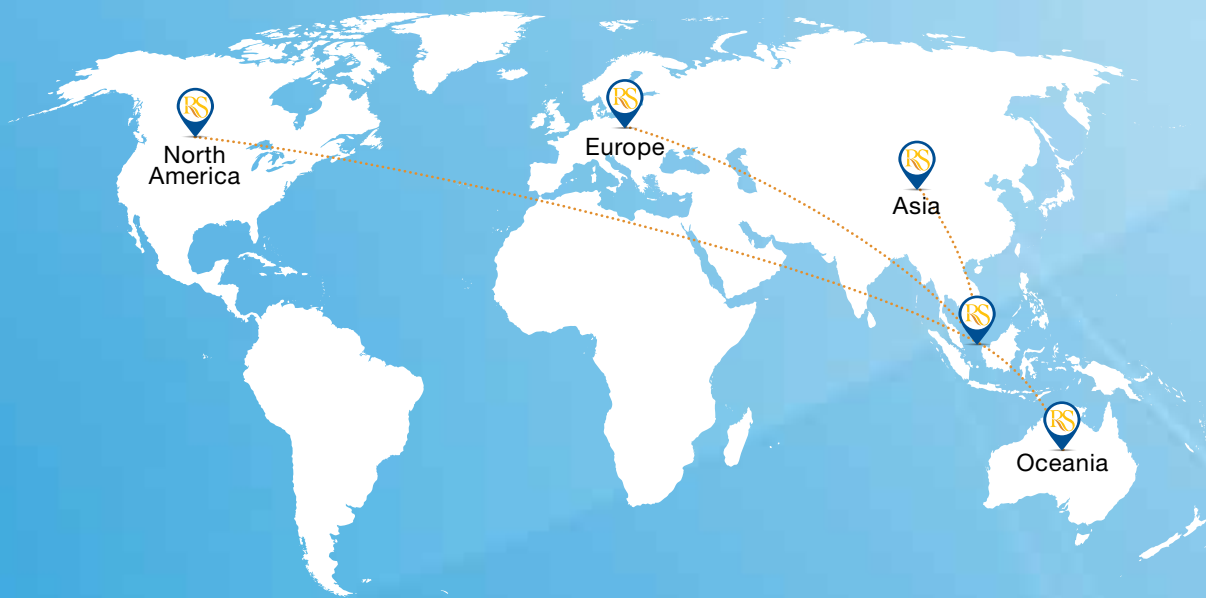 RS
North
America
RS
Europe
RS
Asia
RS
RS
Oceania